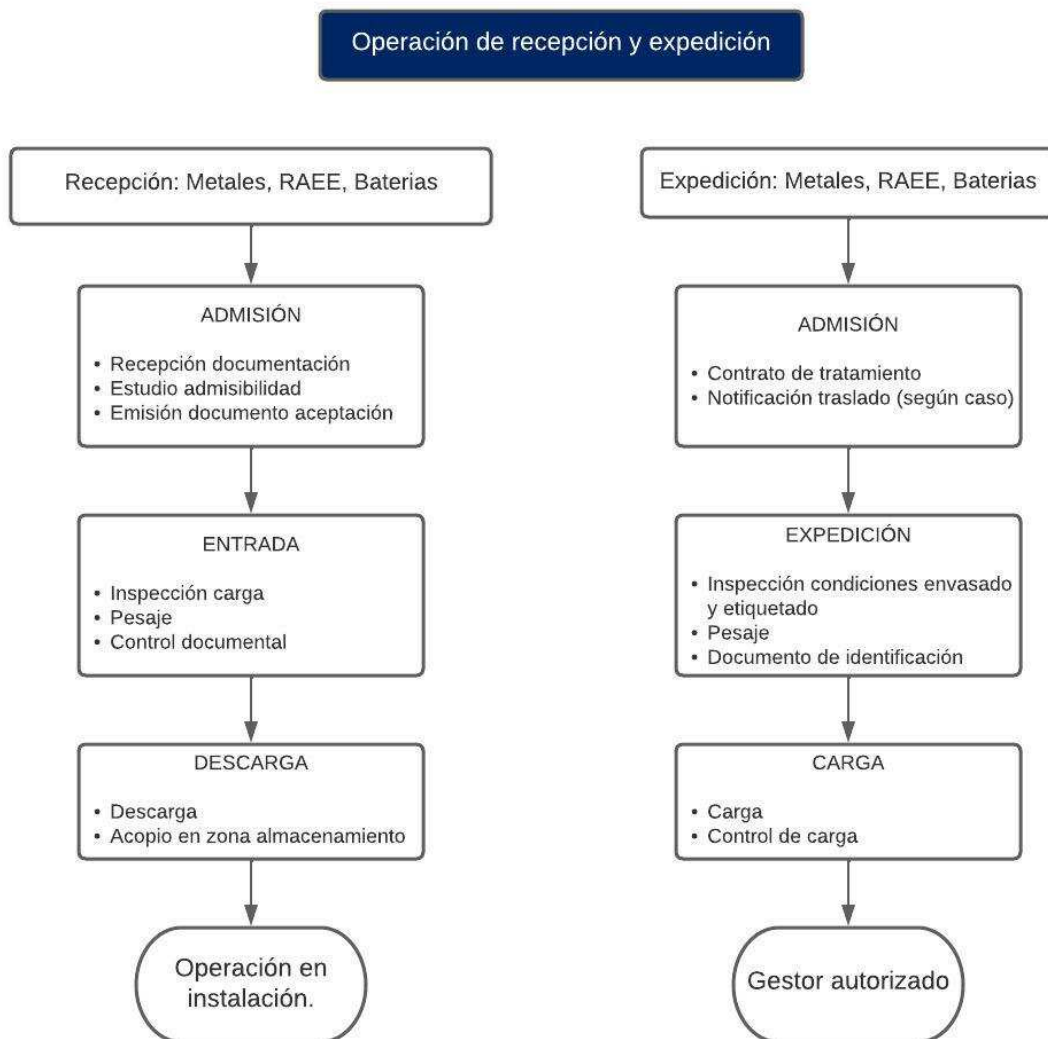 Operación de recepción y expedición
Recepción: Metales, RAEE, Baterias
ADMISIÓN
• Recepción documentación
• Estudio admisibilidad
• Emisión documento aceptación
ENTRADA
• Inspección carga
• Pesaje
• Control documental
DESCARGA
• Descarga
• Acopio en zona almacenamiento
Operación en
instalación.
Expedición: Metales, RAEE, Baterias
ADMISIÓN
• Contrato de tratamiento
• Notificación traslado (según caso)
EXPEDICIÓN
• Inspección condiciones envasado
y etiquetado
• Pesaje
• Documento de identificación
CARGA
• Carga
• Control de carga
Gestor autorizado